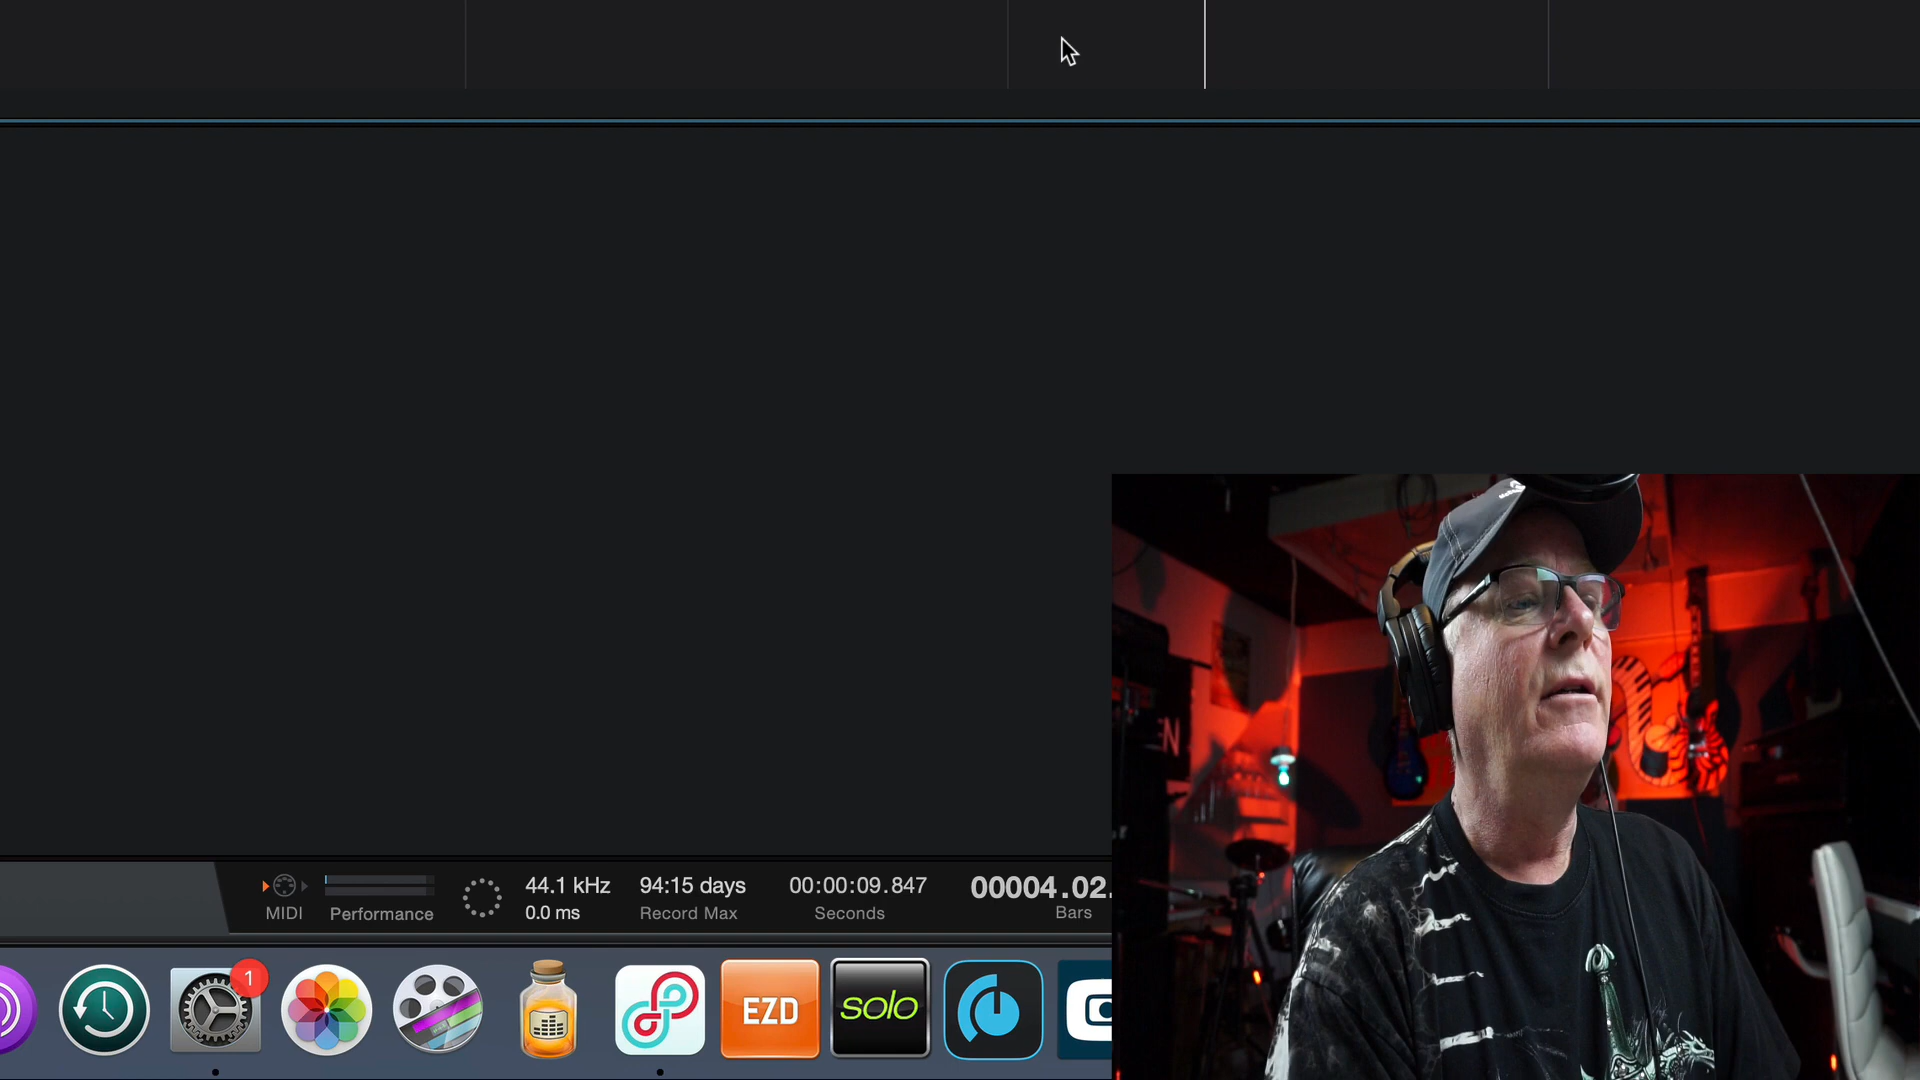 44.1 kHz
94:15 days
00:00:09.847
00004.02.
0.0 ms
MIDI
Performance
Record Max
Seconds
Bars
1
EZD
solo
EN